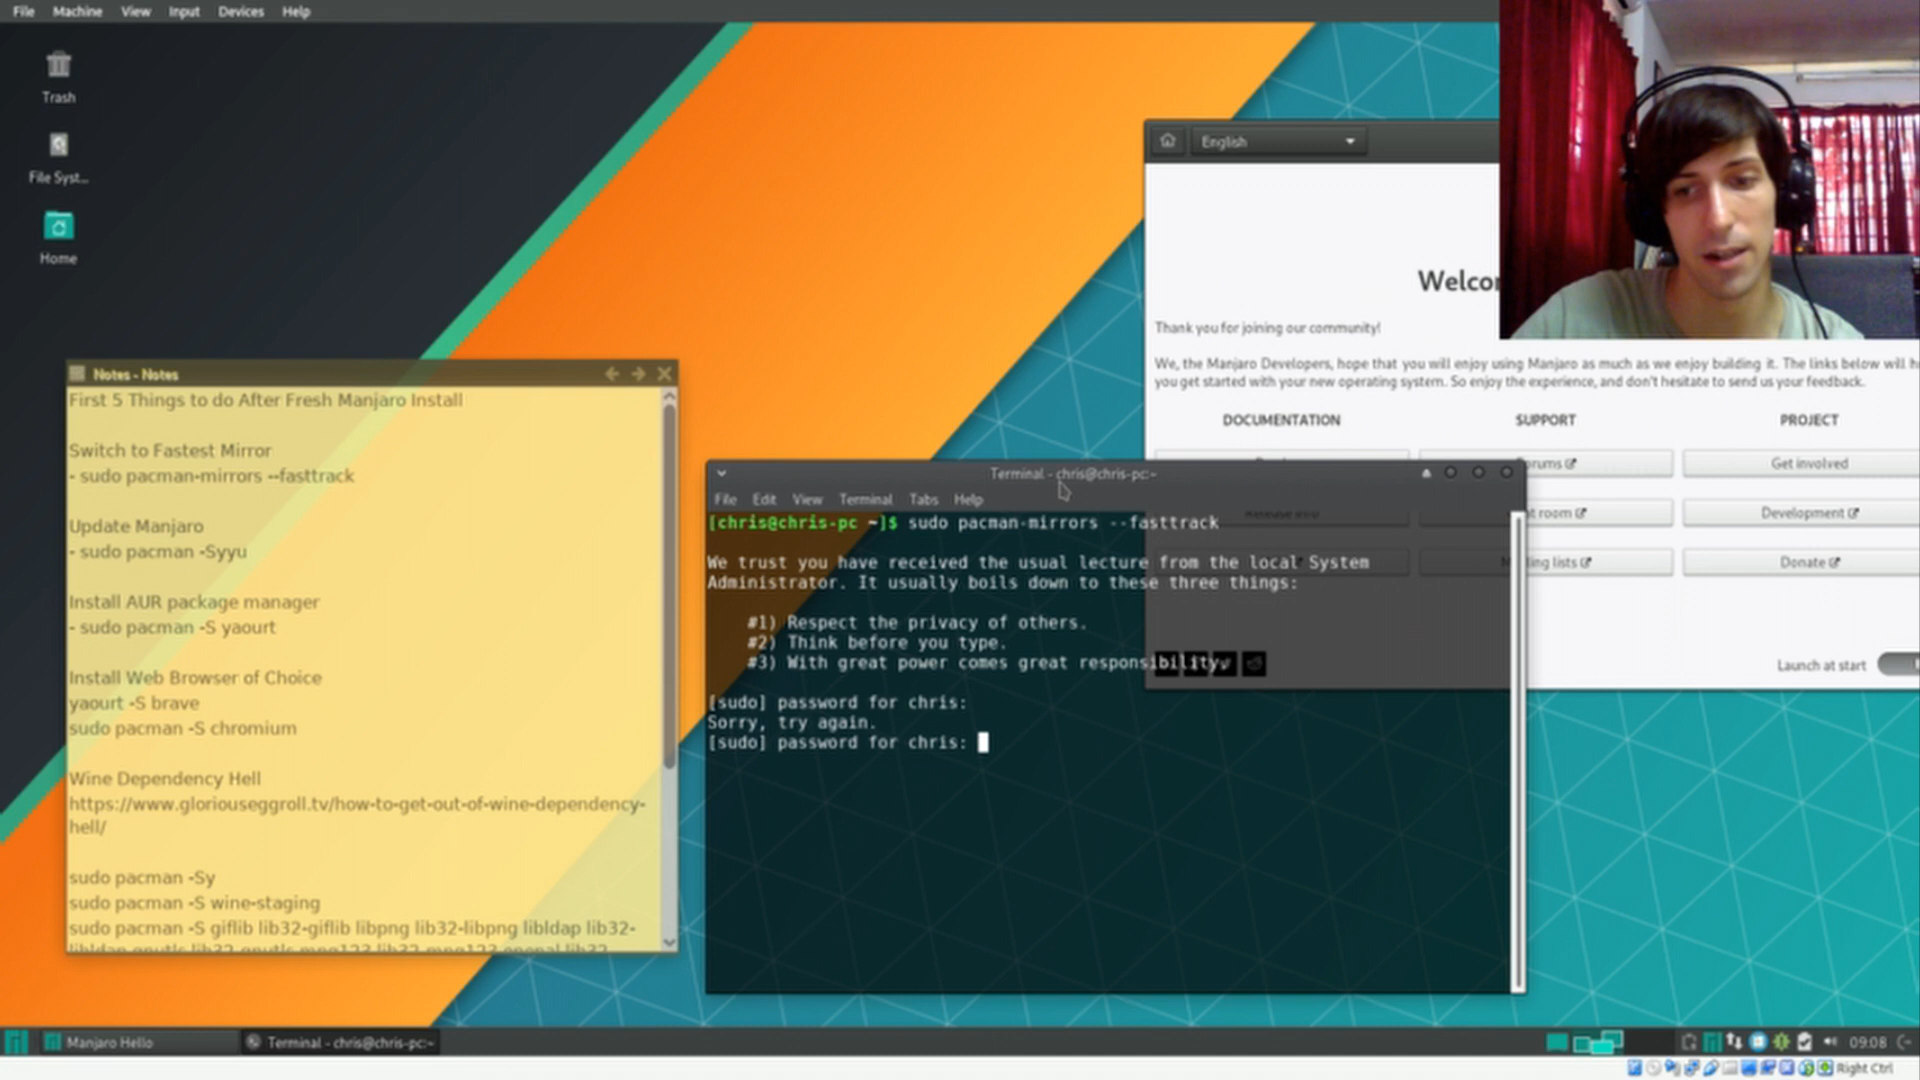 File Machine View Input Devices Help
Trash
File Syst...
Home
English
Thank you for joining our community!
We, the Manjaro Developers, hope that you will enjoy using Manjaro as much as we enjoy building it. The links below will
you get started with your new operating system. So enjoy the experience, and don't hesitate to send us your feedback.
DOCUMENTATION SUPPORT PROJECT
Get involved
room Development
lists Donate
Launch at start
Notes - Notes
First 5 Things to do After Fresh Manjaro Install
Switch to Fastest Mirror
- sudo pacman-mirrors --fasttrack
Update Manjaro
- sudo pacman -Syyu
Install AUR package manager
- sudo pacman -S yaourt
Install Web Browser of Choice
yaourt -S brave
sudo pacman -S chromium
Wine Dependency Hell
https://www.gloriouseggroll.tv/how-to-get-out-of-wine-dependency-
hell/
sudo pacman -Sy
sudo pacman -S wine-staging
sudo pacman -S giflib lib32-giflib libpng lib32-libpng libldap lib32-
Terminal - chris@chris-pc:~
File Edit View Terminal Tabs Help
[chris@chris-pc ~]$ sudo pacman-mirrors --fasttrack
We trust you have received the usual lecture from the local System
Administrator. It usually boils down to these three things:
#1) Respect the privacy of others.
#2) Think before you type.
#3) With great power comes great responsibility.
[sudo] password for chris:
Sorry, try again.
[sudo] password for chris:
Manjaro Hello Terminal - chris@chris-pc:~ 09:08
Right Ctrl